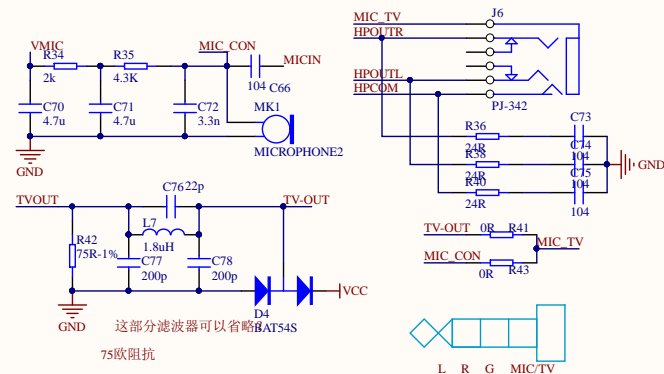 VMIC
R34
2k
R35
4.3K
MIC_CON
104
C66
MICIN
C70
4.7u
C71
4.7u
C72
3.3n
MK1
MICROPHONE2
GND
J6
MIC_TV
HPOUTR
HPOUTL
HPCOM
PJ-342
R36
24R
R38
24R
R40
24R
C73
C74
104
C75
104
104
GND
TVOUT
C76
22p
TV-OUT
L7
1.8uH
R42
75R-1%
C77
200p
C78
200p
VCC
D4
BAT54S
GND
这部分滤波器可以省略
75欧阻抗
TV-OUT
0R
R41
MIC_TV
MIC_CON
0R
R43
L R G MIC/TV